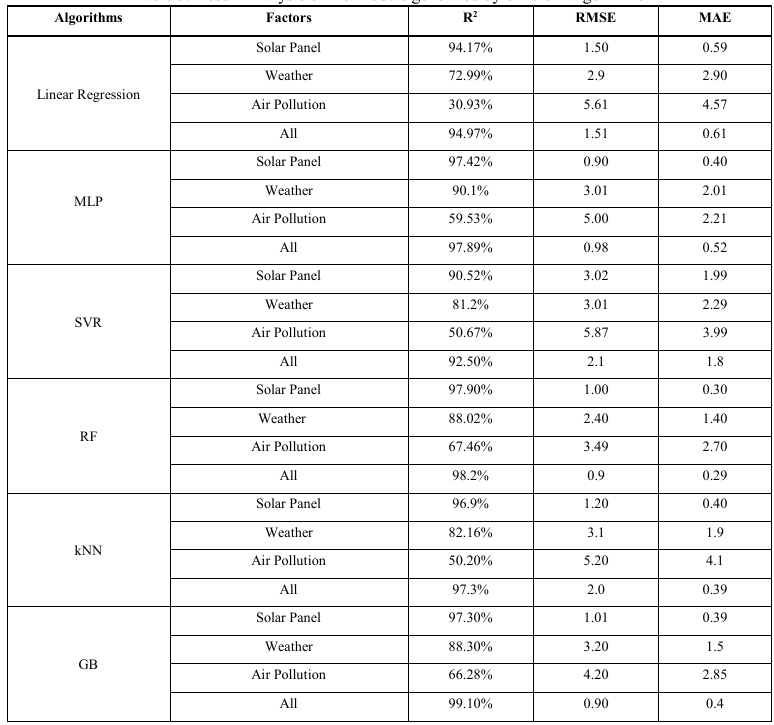 Algorithms Factors R² RMSE MAE
Solar Panel 94.17% 1.50 0.59
Weather 72.99% 2.9 2.90
Linear Regression
Air Pollution 30.93% 5.61 4.57
All 94.97% 1.51 0.61
Solar Panel 97.42% 0.90 0.40
Weather 90.1% 3.01 2.01
MLP
Air Pollution 59.53% 5.00 2.21
All 97.89% 0.98 0.52
Solar Panel 90.52% 3.02 1.99
Weather 81.2% 3.01 2.29
SVR
Air Pollution 50.67% 5.87 3.99
All 92.50% 2.1 1.8
Solar Panel 97.90% 1.00 0.30
Weather 88.02% 2.40 1.40
RF
Air Pollution 67.46% 3.49 2.70
All 98.2% 0.9 0.29
Solar Panel 96.9% 1.20 0.40
Weather 82.16% 3.1 1.9
kNN
Air Pollution 50.20% 5.20 4.1
All 97.3% 2.0 0.39
Solar Panel 97.30% 1.01 0.39
Weather 88.30% 3.20 1.5
GB
Air Pollution 66.28% 4.20 2.85
All 99.10% 0.90 0.4